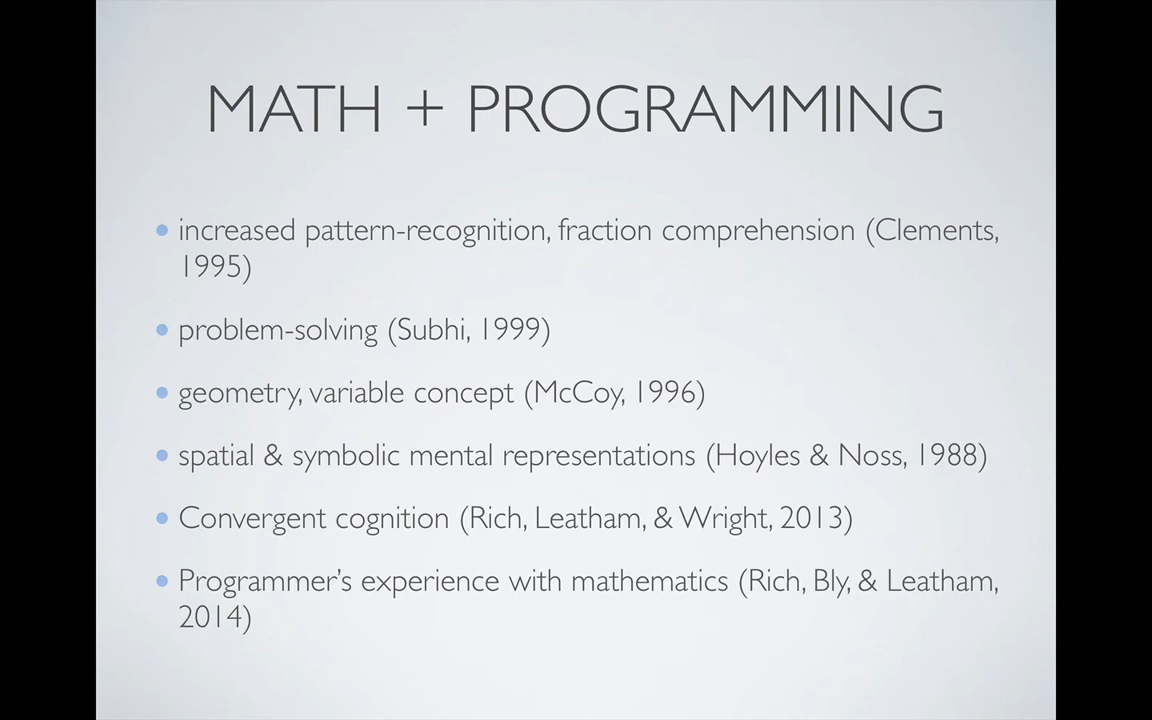 MATH + PROGRAMMING
• increased pattern-recognition, fraction comprehension (Clements,
1995)
• problem-solving (Subhi, 1999)
• geometry, variable concept (McCoy, 1996)
• spatial & symbolic mental representations (Hoyles & Noss, 1988)
• Convergent cognition (Rich, Leatham, & Wright, 2013)
• Programmer’s experience with mathematics (Rich, Bly, & Leatham,
2014)